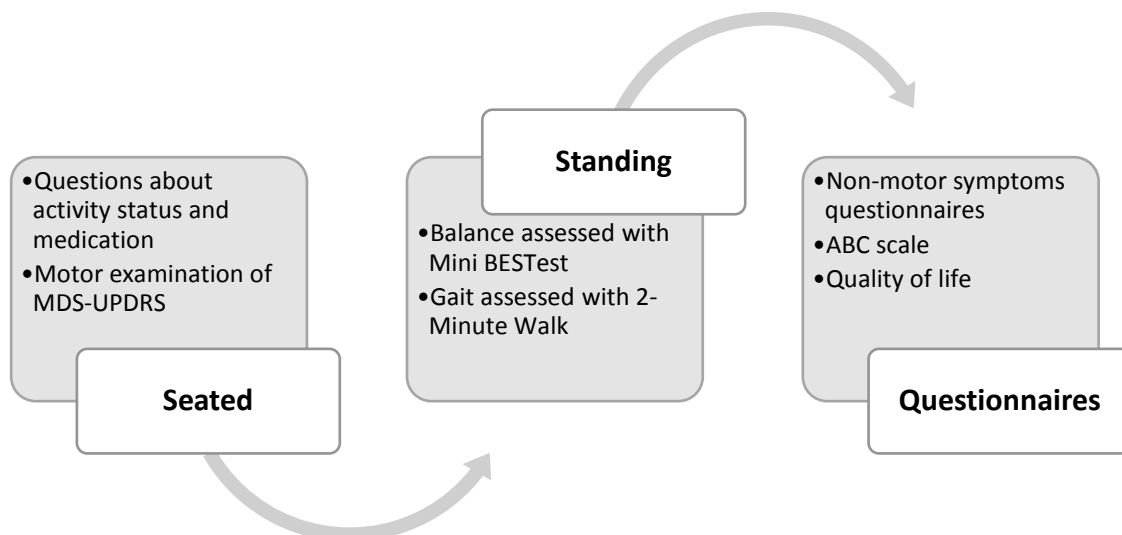 •Questions about
activity status and
medication
•Motor examination of
MDS-UPDRS
Seated
Standing
•Balance assessed with
Mini BESTest
•Gait assessed with 2-
Minute Walk
•Non-motor symptoms
questionnaires
•ABC scale
•Quality of life
Questionnaires